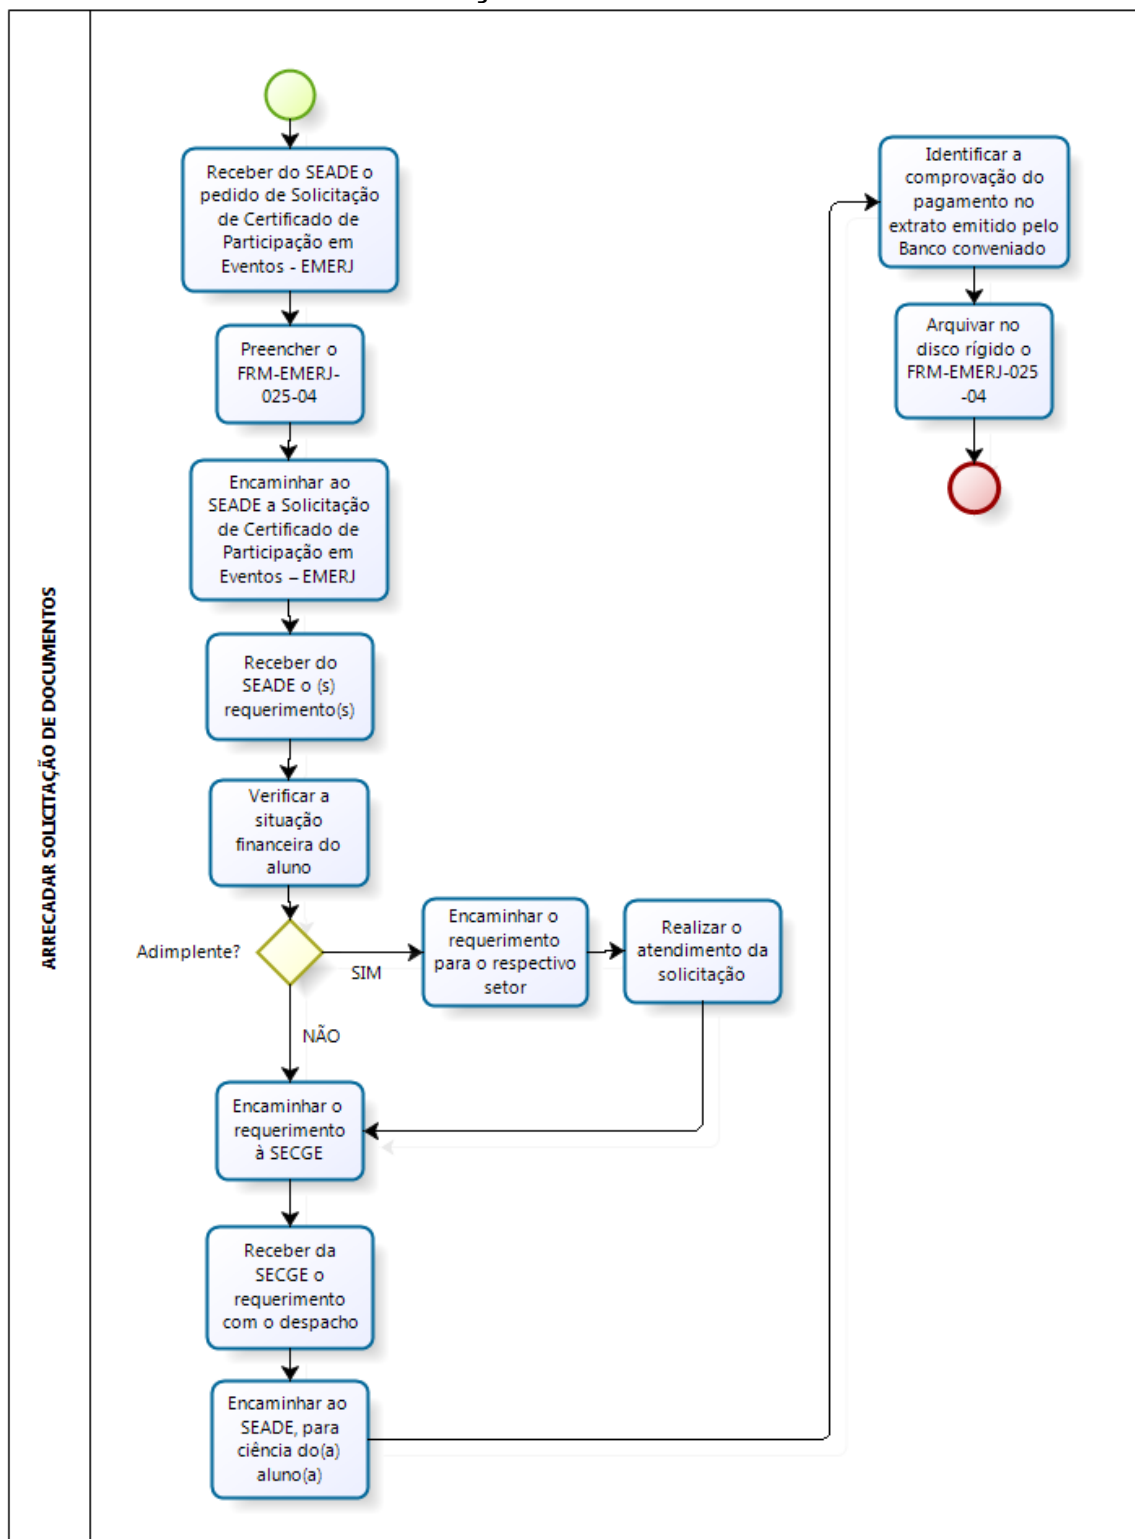 ARRECADAR SOLICITAÇÃO DE DOCUMENTOS
Receber do SEADE o
pedido de Solicitação
de Certificado de
Participação em
Eventos - EMERJ
Preencher o
FRM-EMERJ-
025-04
Encaminhar ao
SEADE a Solicitação
de Certificado de
Participação em
Eventos – EMERJ
Receber do
SEADE o (s)
requerimento(s)
Verificar a
situação
financeira do
aluno
Adimplente?
SIM
Encaminhar o
requerimento
para o respectivo
setor
Realizar o
atendimento da
solicitação
NÃO
Encaminhar o
requerimento
à SECGE
Receber da
SECGE o
requerimento
com o despacho
Encaminhar ao
SEADE, para
ciência do(a)
aluno(a)
Identificar a
comprovação do
pagamento no
extrato emitido pelo
Banco conveniado
Arquivar no
disco rígido o
FRM-EMERJ-025
-04